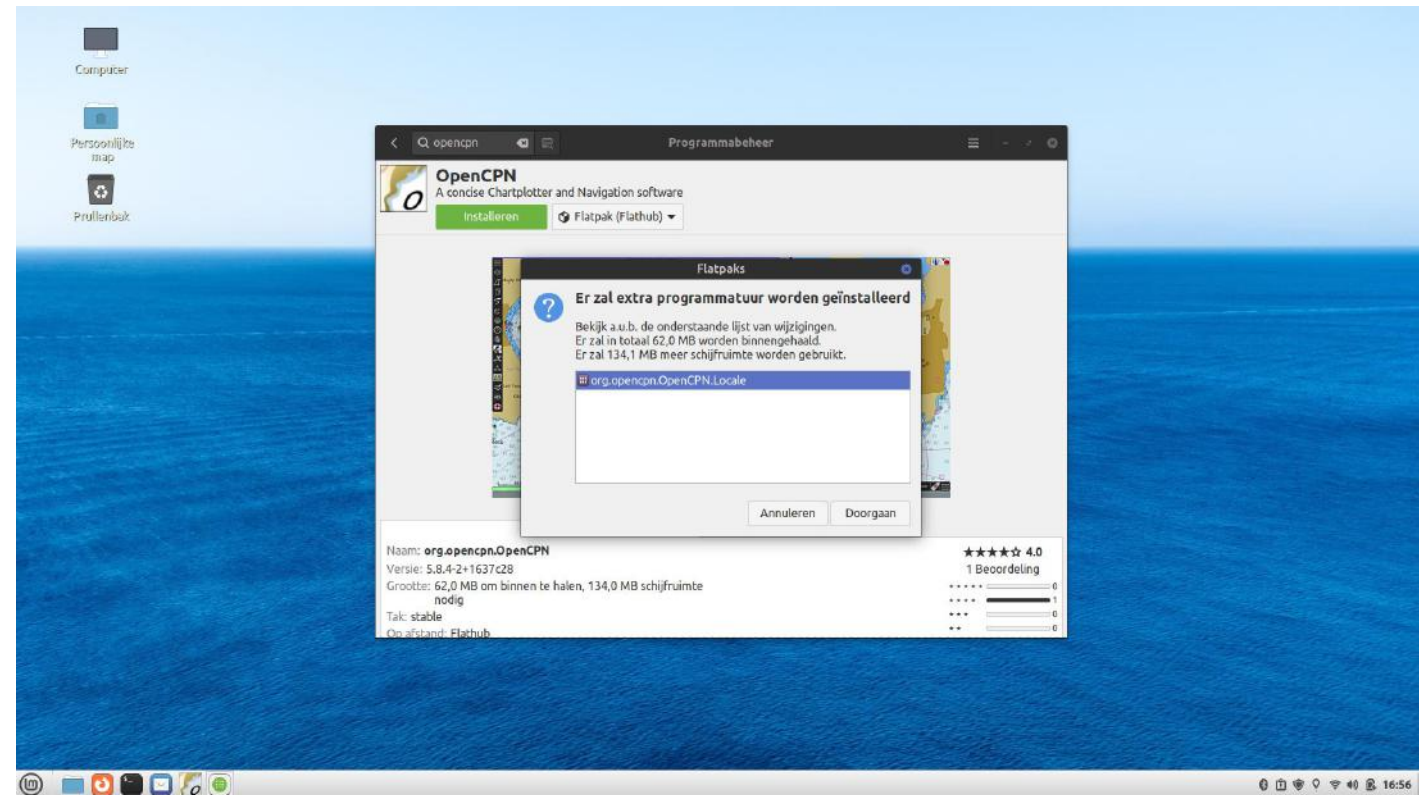 Computer
Persoonlijke
map
Prullenbak
opencpn
Programmabeheer
OpenCPN
A concise Chartplotter and Navigation software
Installeren
Flatpak (Flathub)
Flatpaks
Er zal extra programmatuur worden geïnstalleerd
Bekijk a.u.b. de onderstaande lijst van wijzigingen.
Er zal in totaal 62,0 MB worden binnengehaald.
Er zal 134,1 MB meer schijfruimte worden gebruikt.
org.opencpn.OpenCPN.Locale
Annuleren
Doorgaan
Naam: org.opencpn.OpenCPN
Versie: 5.8.4-2+1637c28
Grootte: 62,0 MB om binnen te halen, 134,0 MB schijfruimte
nodig
Tak: stable
Op afstand: Flathub
★★★★☆ 4.0
1 Beoordeling
0
1
0
0
16:56